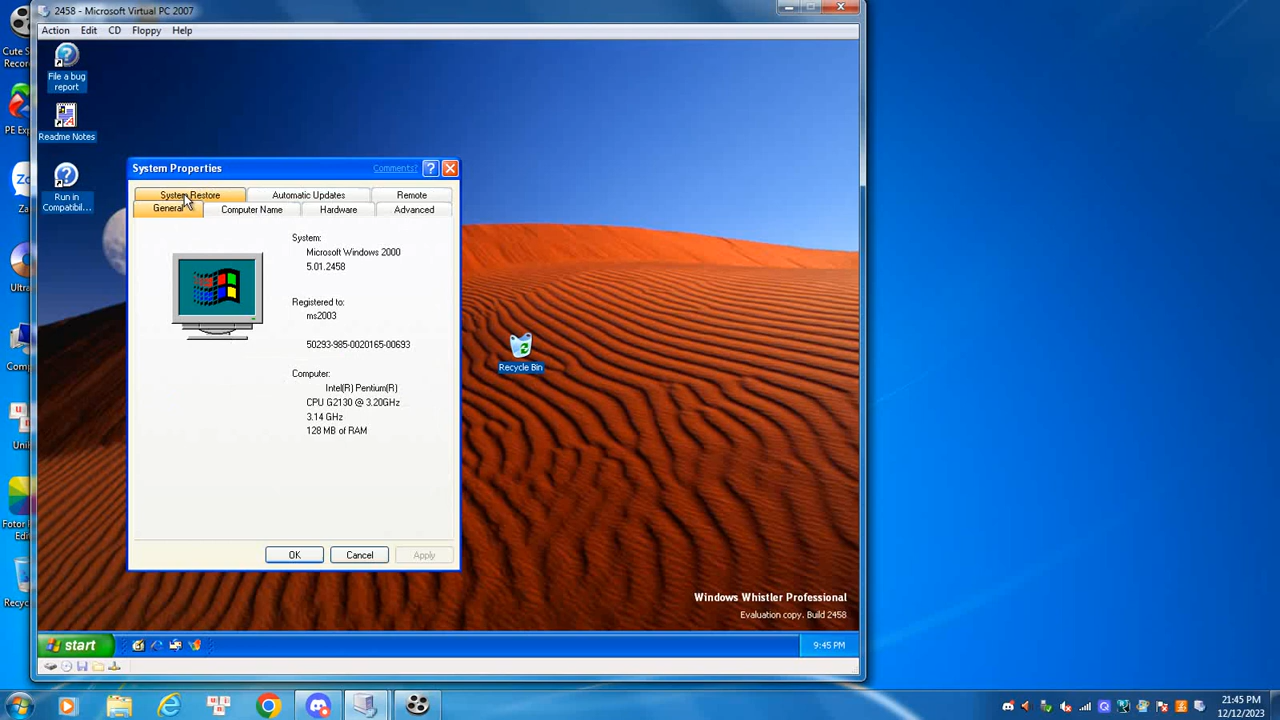 2458 - Microsoft Virtual PC 2007
Action Edit CD Floppy Help
File a bug
report
Readme Notes
Run in
Compatibil...
System Properties
Comments?
System Restore Automatic Updates Remote
General Computer Name Hardware Advanced
System:
Microsoft Windows 2000
5.01.2458
Registered to:
ms2003
50293-985-0020165-00693
Computer:
Intel(R) Pentium(R)
CPU G2130 @ 3.20GHz
3.14 GHz
128 MB of RAM
OK Cancel Apply
Recycle Bin
Windows Whistler Professional
Evaluation copy. Build 2458
start
9:45 PM
Cute S
Recor
PE Exp
Za
Ultra
Comp
Uni
Fotor
Edi
Recyc
21:45 PM
12/12/2023